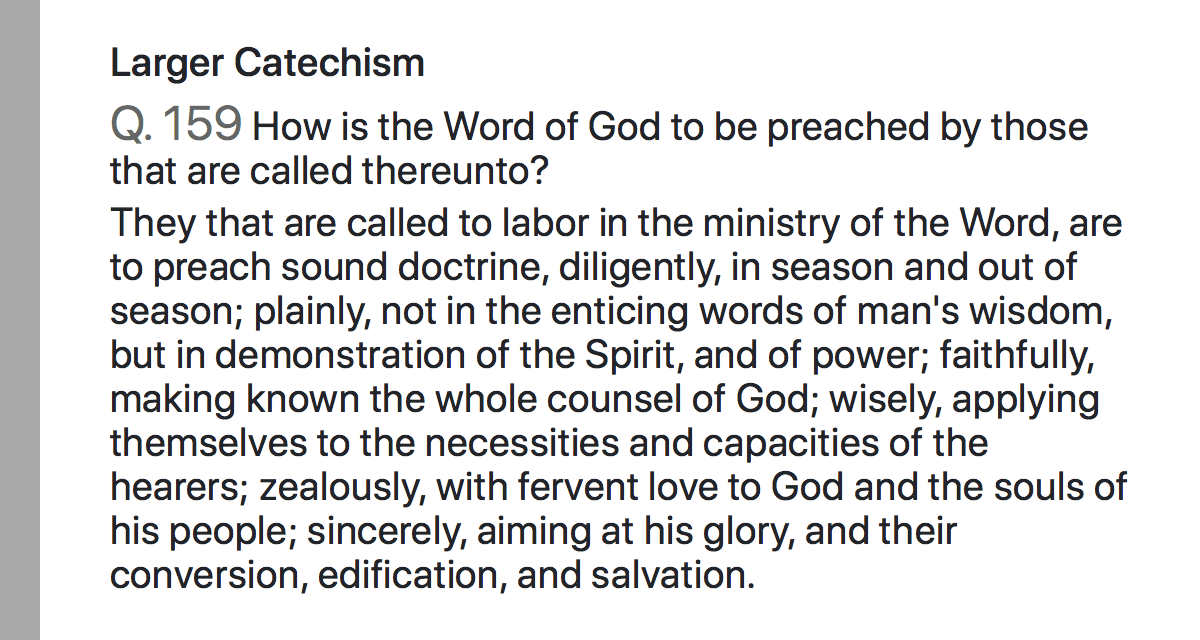 Larger Catechism
Q. 159 How is the Word of God to be preached by those
that are called thereunto?
They that are called to labor in the ministry of the Word, are
to preach sound doctrine, diligently, in season and out of
season; plainly, not in the enticing words of man's wisdom,
but in demonstration of the Spirit, and of power; faithfully,
making known the whole counsel of God; wisely, applying
themselves to the necessities and capacities of the
hearers; zealously, with fervent love to God and the souls of
his people; sincerely, aiming at his glory, and their
conversion, edification, and salvation.